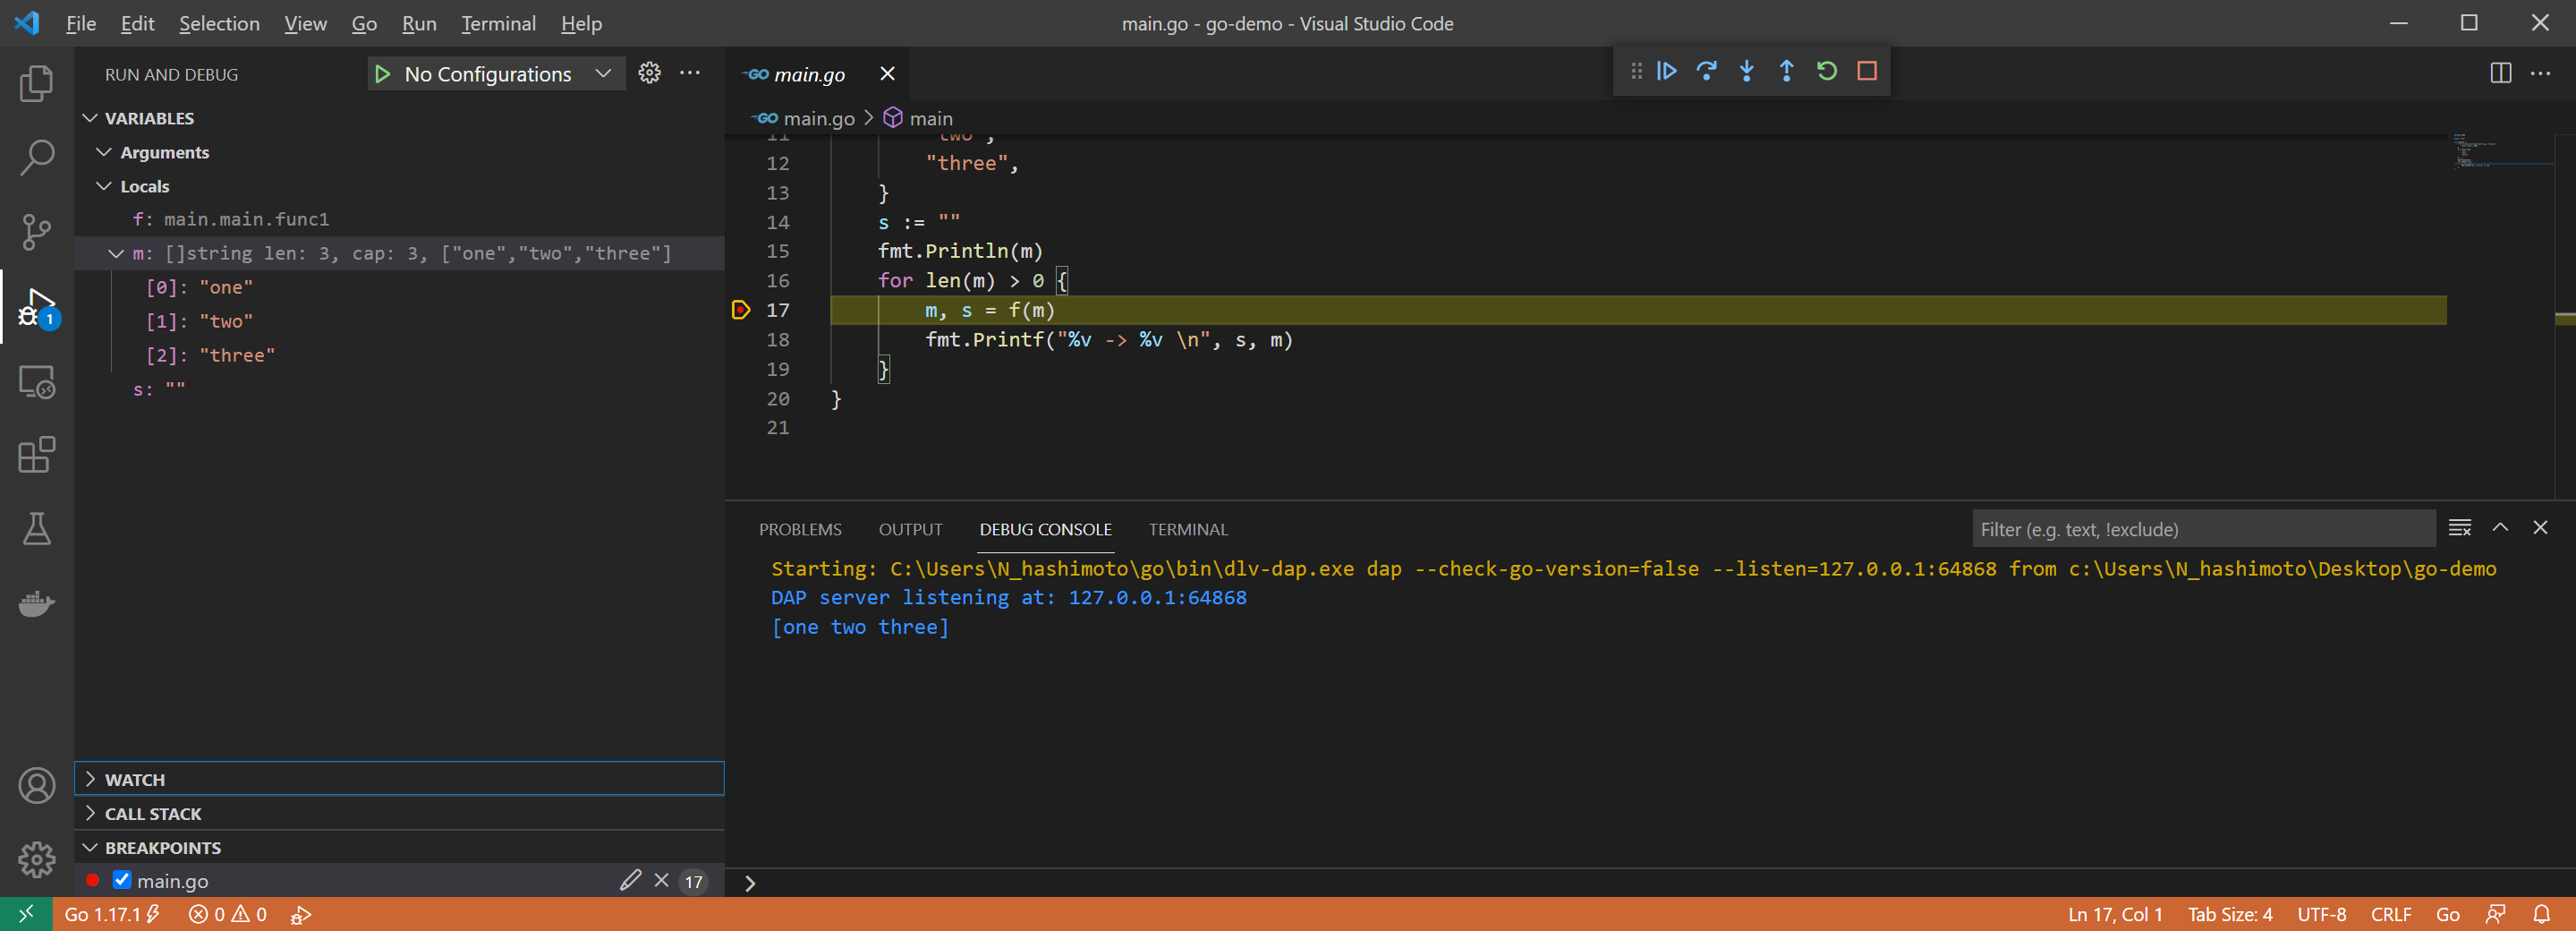 File Edit Selection View Go Run Terminal Help
main.go - go-demo - Visual Studio Code
RUN AND DEBUG
No Configurations
VARIABLES
Arguments
Locals
f: main.main.func1
m: []string len: 3, cap: 3, ["one","two","three"]
[0]: "one"
[1]: "two"
[2]: "three"
s: ""
1
WATCH
CALL STACK
BREAKPOINTS
main.go 17
GO main.go
GO main.go > main
11 "two",
12 "three",
13 }
14 s := ""
15 fmt.Println(m)
16 for len(m) > 0 {
17 m, s = f(m)
18 fmt.Printf("%v -> %v \n", s, m)
19 }
20 }
21
PROBLEMS OUTPUT DEBUG CONSOLE TERMINAL
Filter (e.g. text, !exclude)
Starting: C:\Users\N_hashimoto\go\bin\dlv-dap.exe dap --check-go-version=false --listen=127.0.0.1:64868 from c:\Users\N_hashimoto\Desktop\go-demo
DAP server listening at: 127.0.0.1:64868
[one two three]
Go 1.17.1 0 0
Ln 17, Col 1 Tab Size: 4 UTF-8 CRLF Go